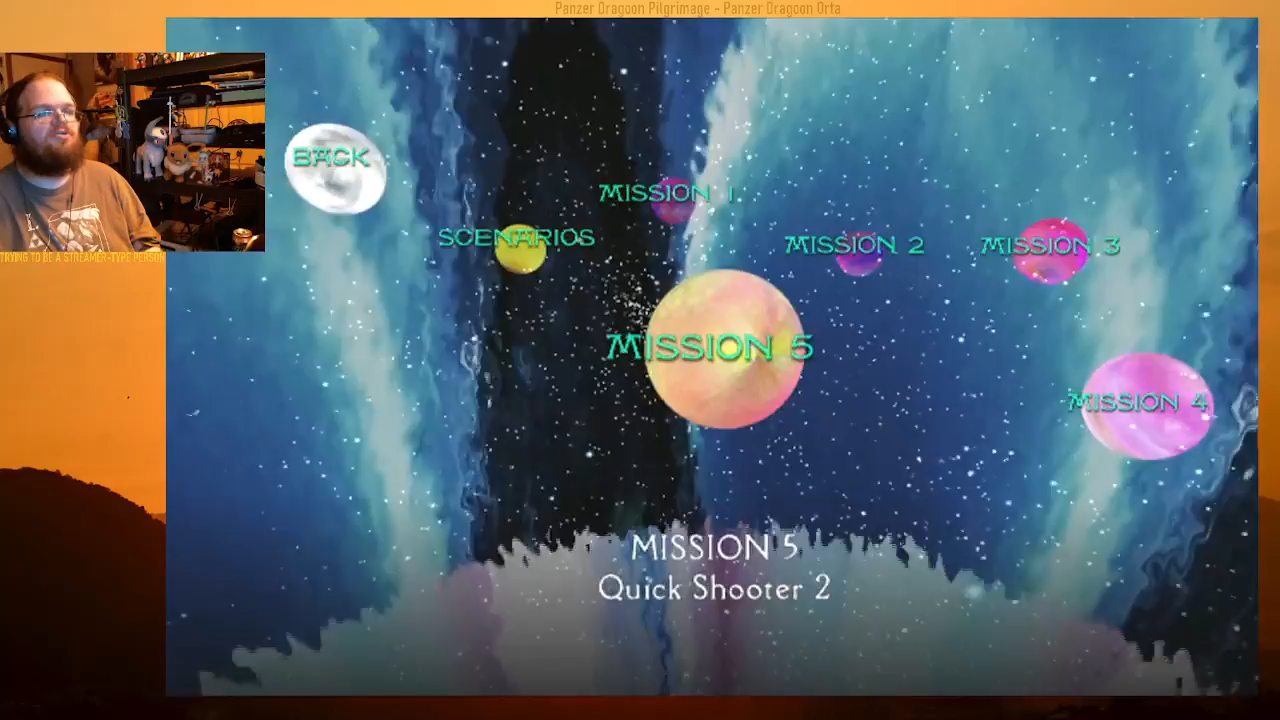 Panzer Dragoon Pilgrimage - Panzer Dragoon Orta
BACK
MISSION 1
SCENARIOS
MISSION 2
MISSION 3
TRYING TO BE A STREAMER-TYPE PERSON
MISSION 5
MISSION 4
MISSION 5
Quick Shooter 2